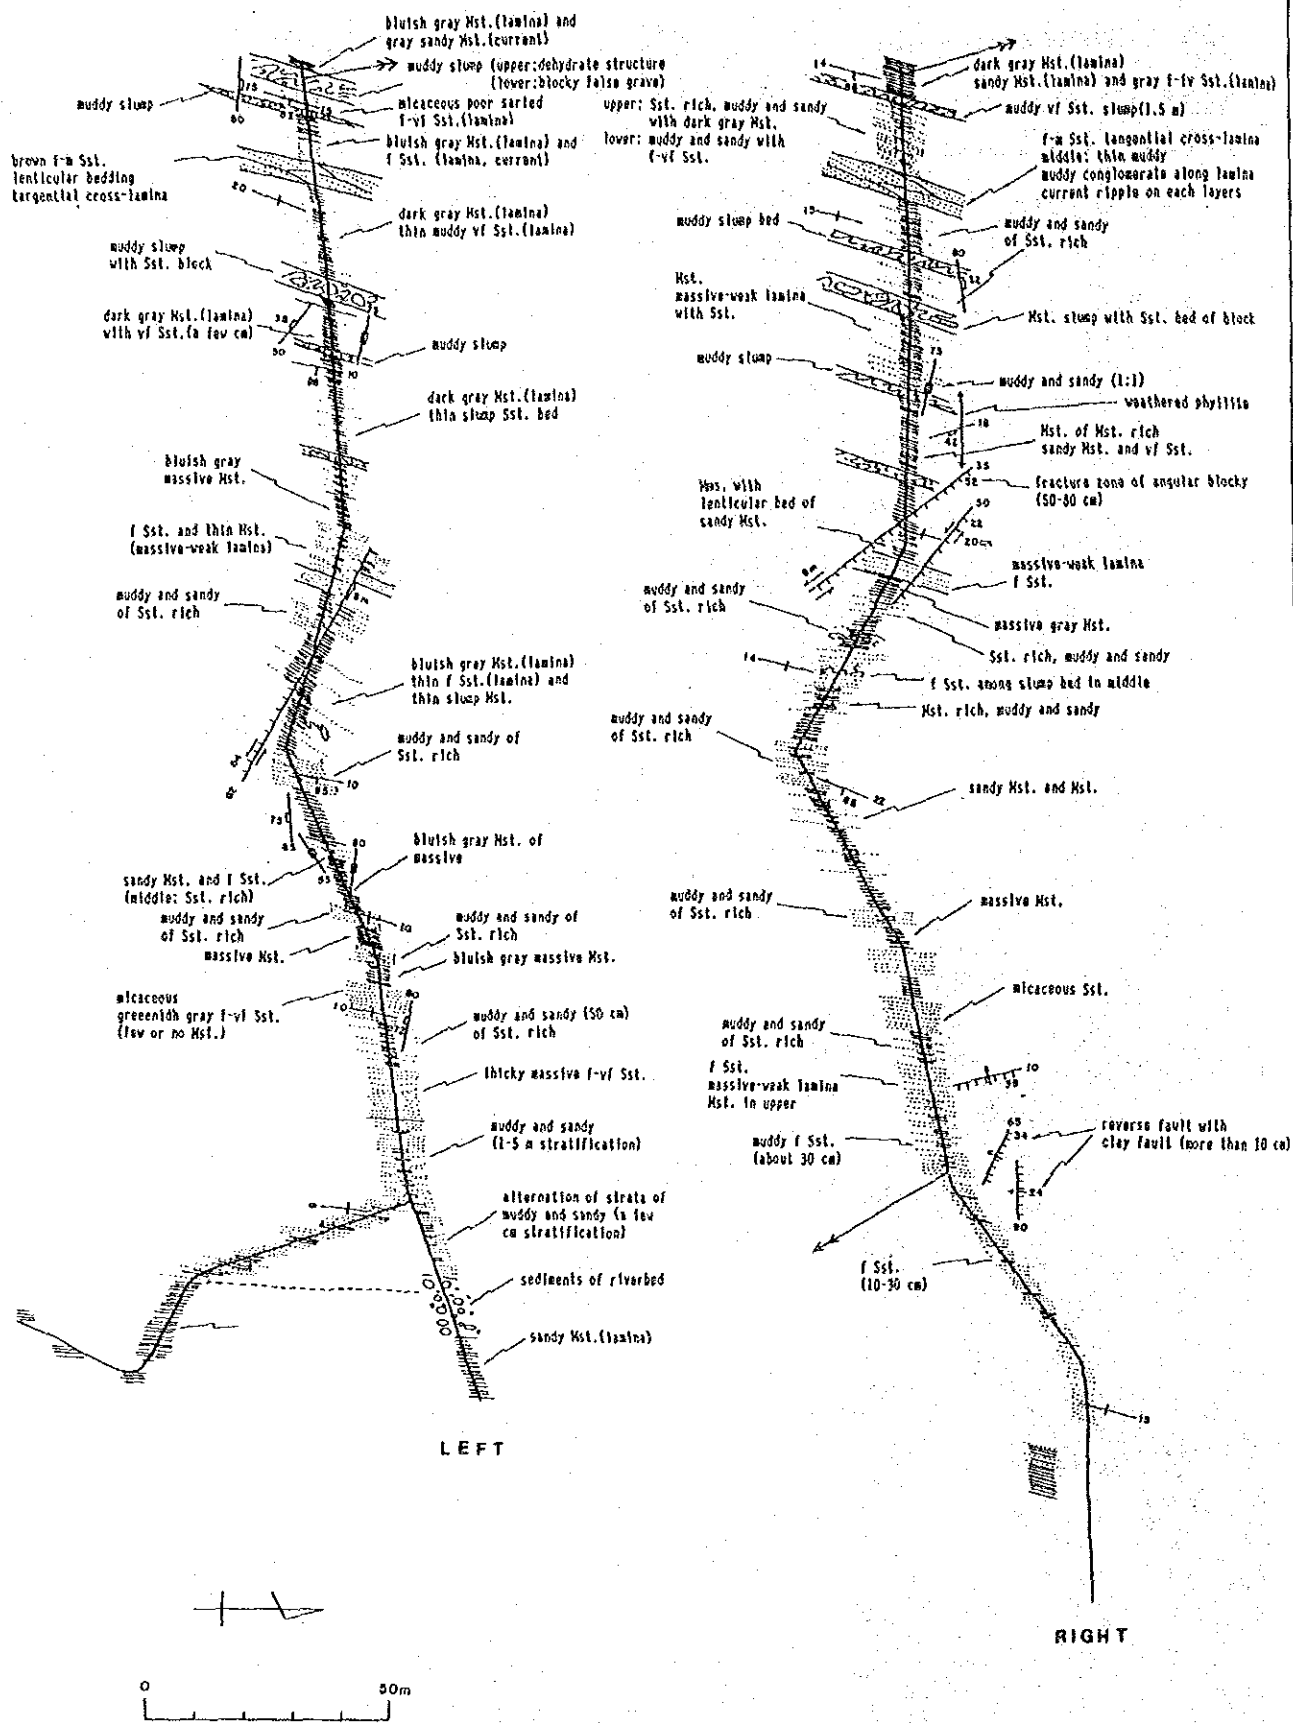 bluish gray Mst.(lamina) and
gray sandy Mst.(current)
muddy slump (upper:dehydrate structure
(lower:blocky false grave)
muddy slump
micaceous poor sarted
f-vf Sst.(lamina)
bluish gray Mst.(lamina) and
f Sst. (lamina, current)
brown f-m Sst.
lenticular bedding
targential cross-lamina
dark gray Mst.(lamina)
thin muddy vf Sst.(lamina)
muddy slump
with Sst. block
dark gray Mst.(lamina)
with vf Sst.(a few cm)
muddy slump
dark gray Mst.(lamina)
thin slump Sst. bed
bluish gray
massive Mst.
f Sst. and thin Mst.
(massive-weak lamina)
muddy and sandy
of Sst. rich
bluish gray Mst.(lamina)
thin f Sst.(lamina) and
thin slump Mst.
muddy and sandy of
Sst. rich
bluish gray Mst. of
massive
sandy Mst. and f Sst.
(middle: Sst. rich)
muddy and sandy
of Sst. rich
massive Mst.
muddy and sandy of
Sst. rich
bluish gray massive Mst.
micaceous
greenidh gray f-vf Sst.
(few or no Mst.)
muddy and sandy (50 cm)
of Sst. rich
thicky massive f-vf Sst.
muddy and sandy
(1-5 m stratification)
alternation of strata of
muddy and sandy (a few
cm stratification)
sediments of riverbed
sandy Mst.(lamina)
LEFT
dark gray Mst.(lamina)
sandy Mst.(lamina) and gray f-fv Sst.(lamina)
muddy vf Sst. slump(1.5 m)
upper: Sst. rich, muddy and sandy
with dark gray Mst.
lower: muddy and sandy with
f-vf Sst.
f-m Sst. tangential cross-lamina
middle: thin muddy
muddy conglomerate along lamina
current ripple on each layers
muddy slump bed
muddy and sandy
of Sst. rich
Mst.
massive-weak lamina
with Sst.
Mst. slump with Sst. bed of block
muddy slump
muddy and sandy (1:1)
weathered phyllite
Mst. of Mst. rich
sandy Mst. and vf Sst.
fracture zone of angular blocky
(50-80 cm)
Mas. with
lenticular bed of
sandy Mst.
massive-weak lamina
f Sst.
muddy and sandy
of Sst. rich
massive gray Mst.
Sst. rich, muddy and sandy
f Sst. among slump bed in middle
Mst. rich, muddy and sandy
muddy and sandy
of Sst. rich
sandy Mst. and Mst.
muddy and sandy
of Sst. rich
massive Mst.
micaceous Sst.
muddy and sandy
of Sst. rich
f Sst.
massive-weak lamina
Mst. in upper
muddy f Sst.
(about 30 cm)
reverse fault with
clay fault (more than 10 cm)
f Sst.
(10-30 cm)
RIGHT
0 50m